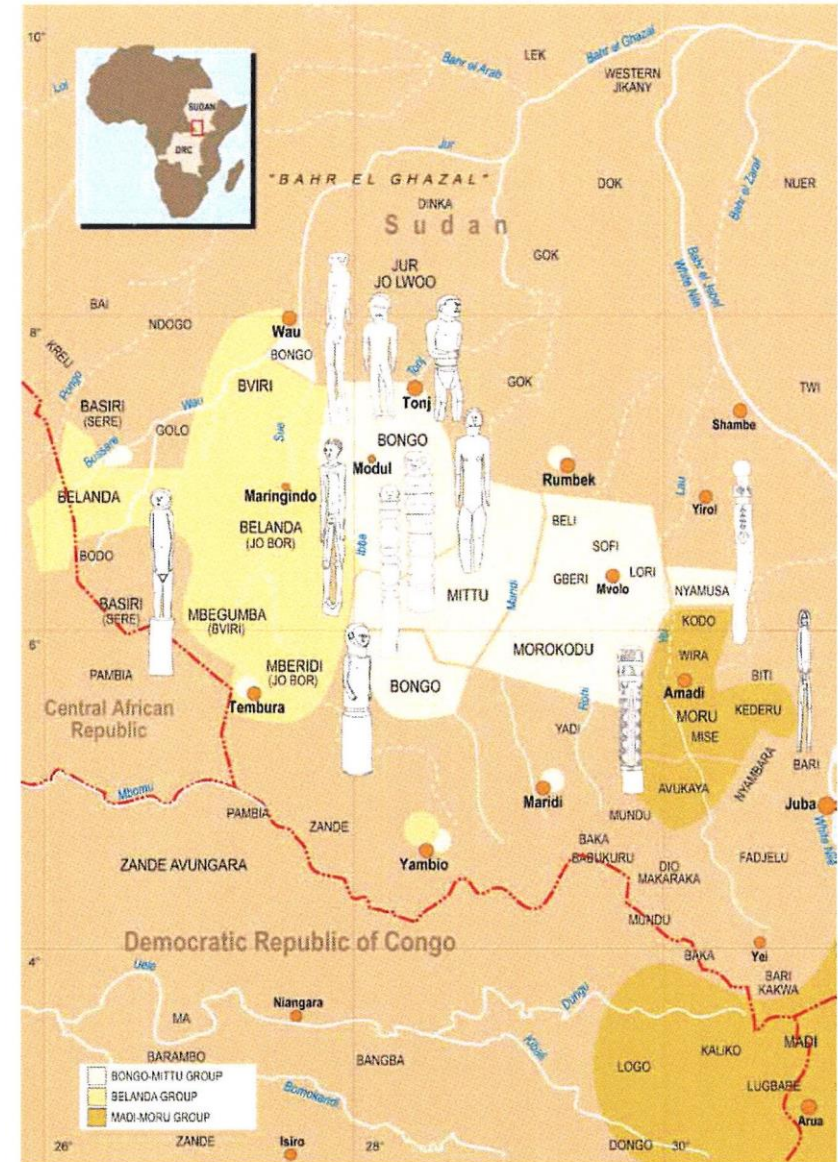 10°
Lol
SUDAN
DRC
Bahr el Arab
LEK
Bahr el Ghazal
WESTERN
JIKANY
Jur
"BAHR EL GHAZAL"
DINKA
DOK
Bahr el Zaraf
NUER
Sudan
GOK
JUR
JO LWOO
Bahr el Jebel
White Nile
BAI
NDOGO
8°
Wau
BONGO
KREIJ
Pongo
BVIRI
Tonj
Tonj
GOK
TWI
BASIRI
(SERE)
Wau
GOLO
Sue
BONGO
Shambe
Bussere
Modul
Rumbek
Lau
BELANDA
Maringindo
Yirol
BELANDA
(JO BOR)
Ibba
BELI
SOFI
BODO
GBERI
LORI
Mvolo
BASIRI
(SERE)
MBEGUMBA
(BVIRI)
MITTU
Maridi
NYAMUSA
KODO
6°
WIRA
PAMBIA
MBERIDI
(JO BOR)
MOROKODU
Yei
BITI
Tembura
BONGO
Amadi
Central African
Republic
Rohi
YADI
MORU
KEDERU
MISE
NYAMBARA
BARI
Mbomu
Maridi
AVUKAYA
Juba
PAMBIA
ZANDE
MUNDU
White Nile
ZANDE AVUNGARA
Yambio
BAKA
BABUKURU
DIO
MAKARAKA
FADJELU
MUNDU
Democratic Republic of Congo
4°
BAKA
Yei
Uele
BARI
KAKWA
Niangara
Dungu
MA
MADI
BARAMBO
BANGBA
Kibali
LOGO
KALIKO
BONGO-MITTU GROUP
BELANDA GROUP
MADI-MORU GROUP
Bomokandi
LUGBABE
Arua
26°
ZANDE
Isiro
28°
DONGO
30°